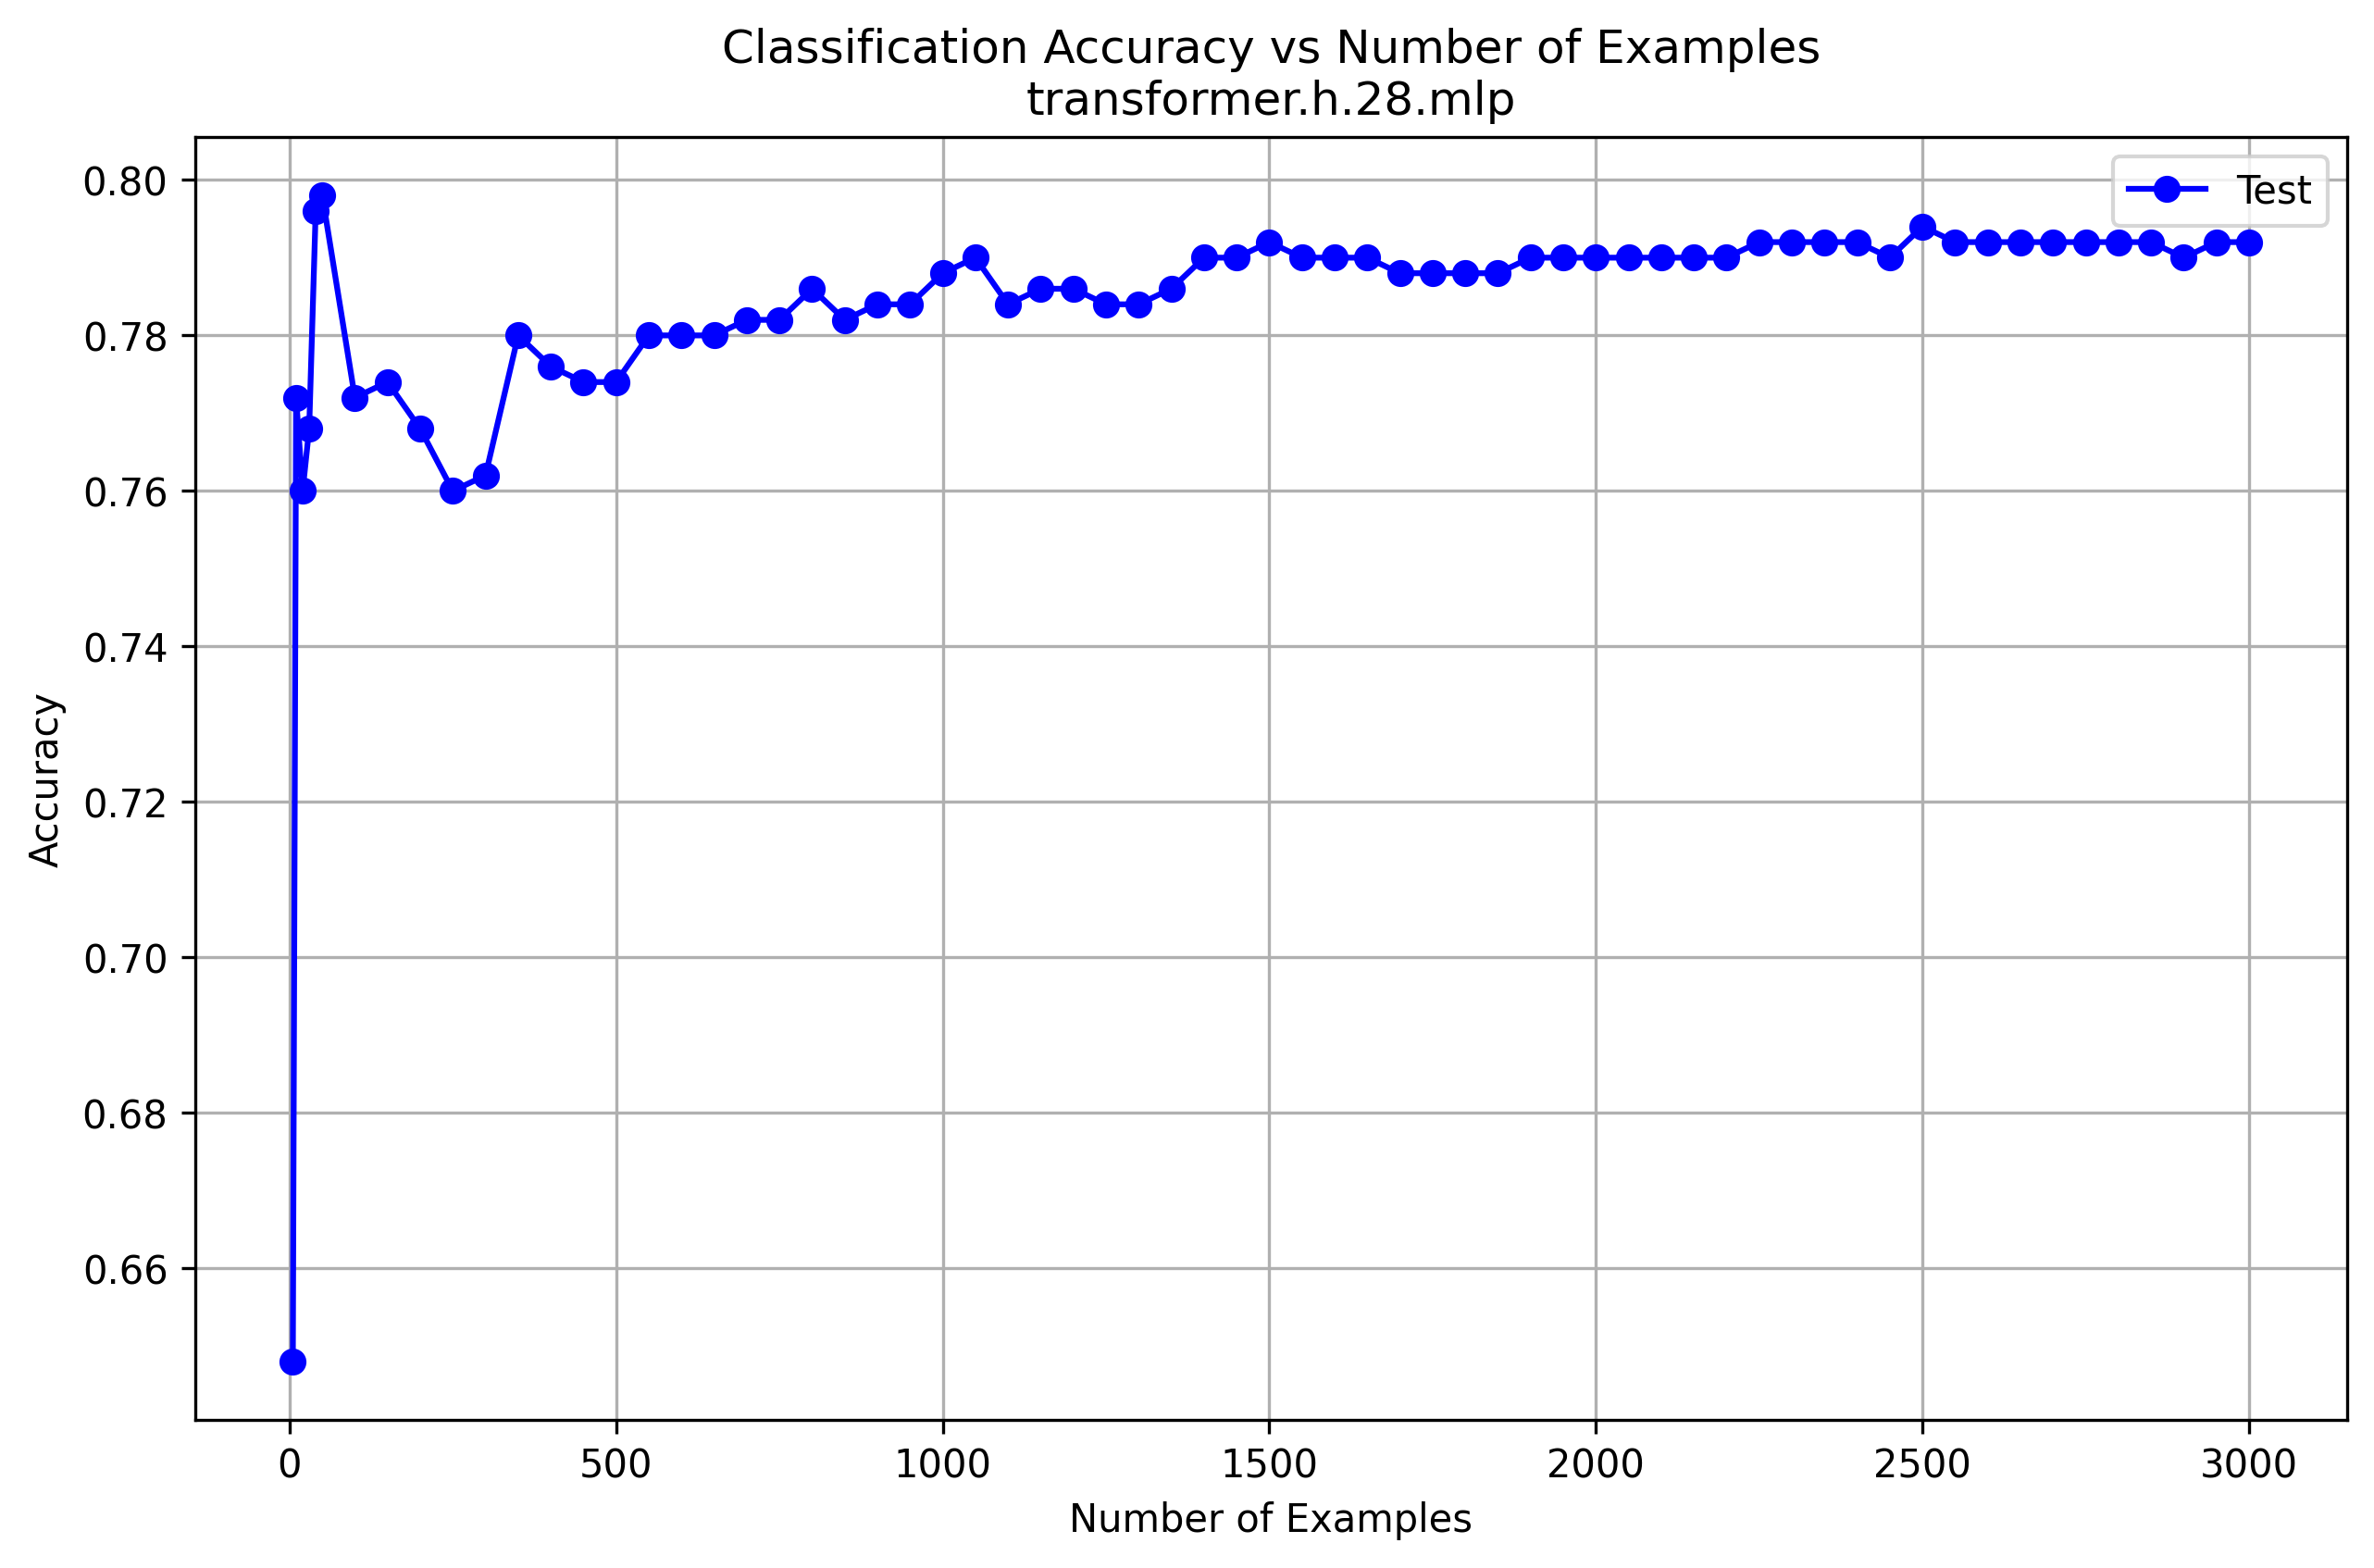 Classification Accuracy vs Number of Examples
transformer.h.28.mlp
Test
Accuracy
0.80
0.78
0.76
0.74
0.72
0.70
0.68
0.66
0 500 1000 1500 2000 2500 3000
Number of Examples